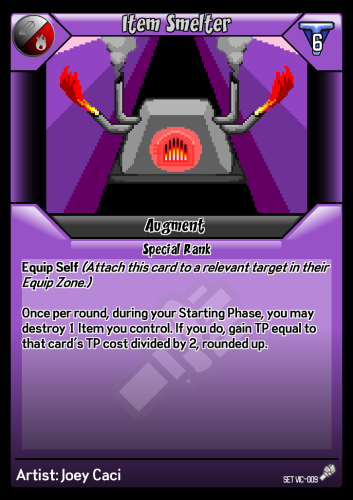 Item Smelter
6
Augment
Special Rank
Equip Self (Attach this card to a relevant target in their
Equip Zone.)
Once per round, during your Starting Phase, you may
destroy 1 Item you control. If you do, gain TP equal to
that card's TP cost divided by 2, rounded up.
Artist: Joey Caci
SET VIC-009